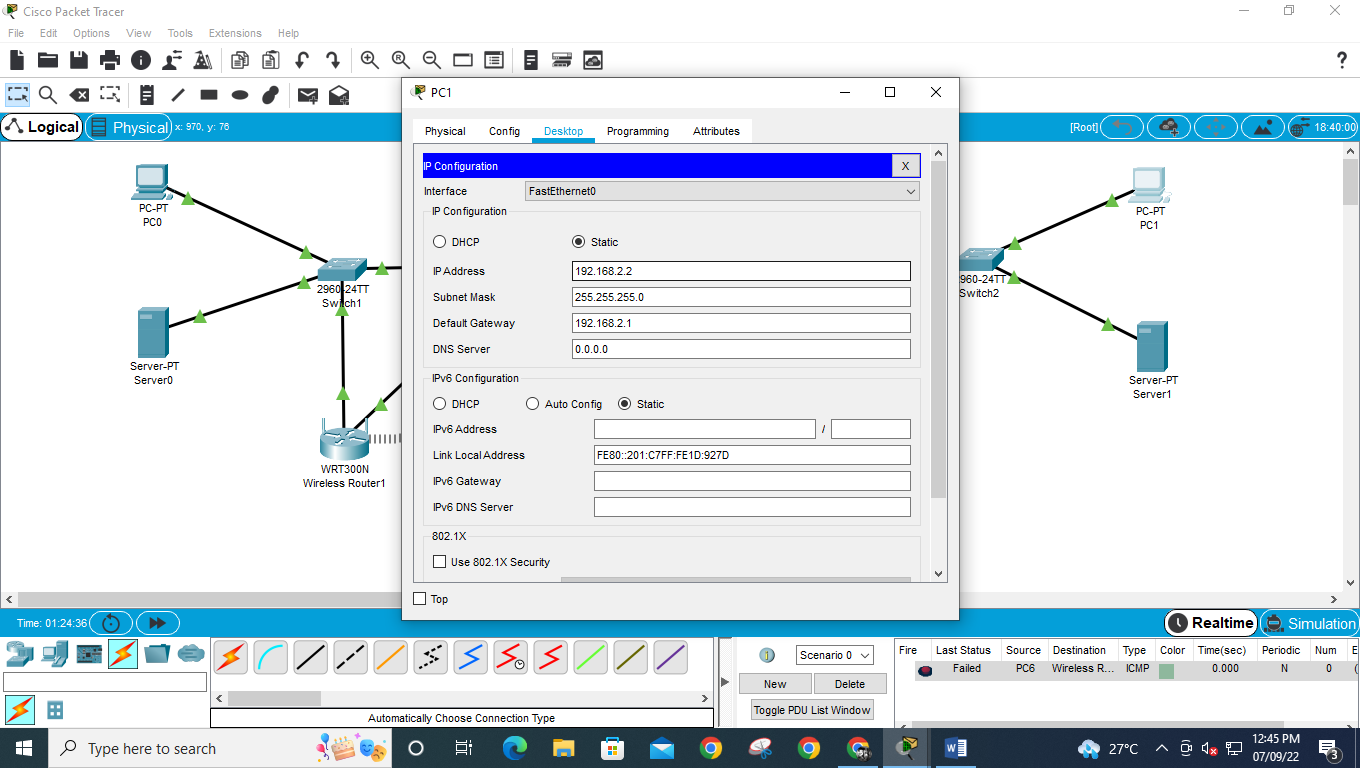 Cisco Packet Tracer
File Edit Options View Tools Extensions Help
?
PC1
Logical Physical x: 970, y: 76
[Root] 18:40:00
Physical Config Desktop Programming Attributes
IP Configuration X
Interface FastEthernet0
IP Configuration
DHCP Static
IP Address 192.168.2.2
Subnet Mask 255.255.255.0
Default Gateway 192.168.2.1
DNS Server 0.0.0.0
IPv6 Configuration
DHCP Auto Config Static
IPv6 Address /
Link Local Address FE80::201:C7FF:FE1D:927D
IPv6 Gateway
IPv6 DNS Server
802.1X
Use 802.1X Security
Top
PC-PT
PC0
2960-24TT
Switch1
Server-PT
Server0
WRT300N
Wireless Router1
PC-PT
PC1
960-24TT
Switch2
Server-PT
Server1
Time: 01:24:36
Realtime Simulation
Automatically Choose Connection Type
Scenario 0
New Delete
Toggle PDU List Window
Fire Last Status Source Destination Type Color Time(sec) Periodic Num E
Failed PC6 Wireless R... ICMP 0.000 N 0 (
Type here to search
27°C
12:45 PM
07/09/22
3